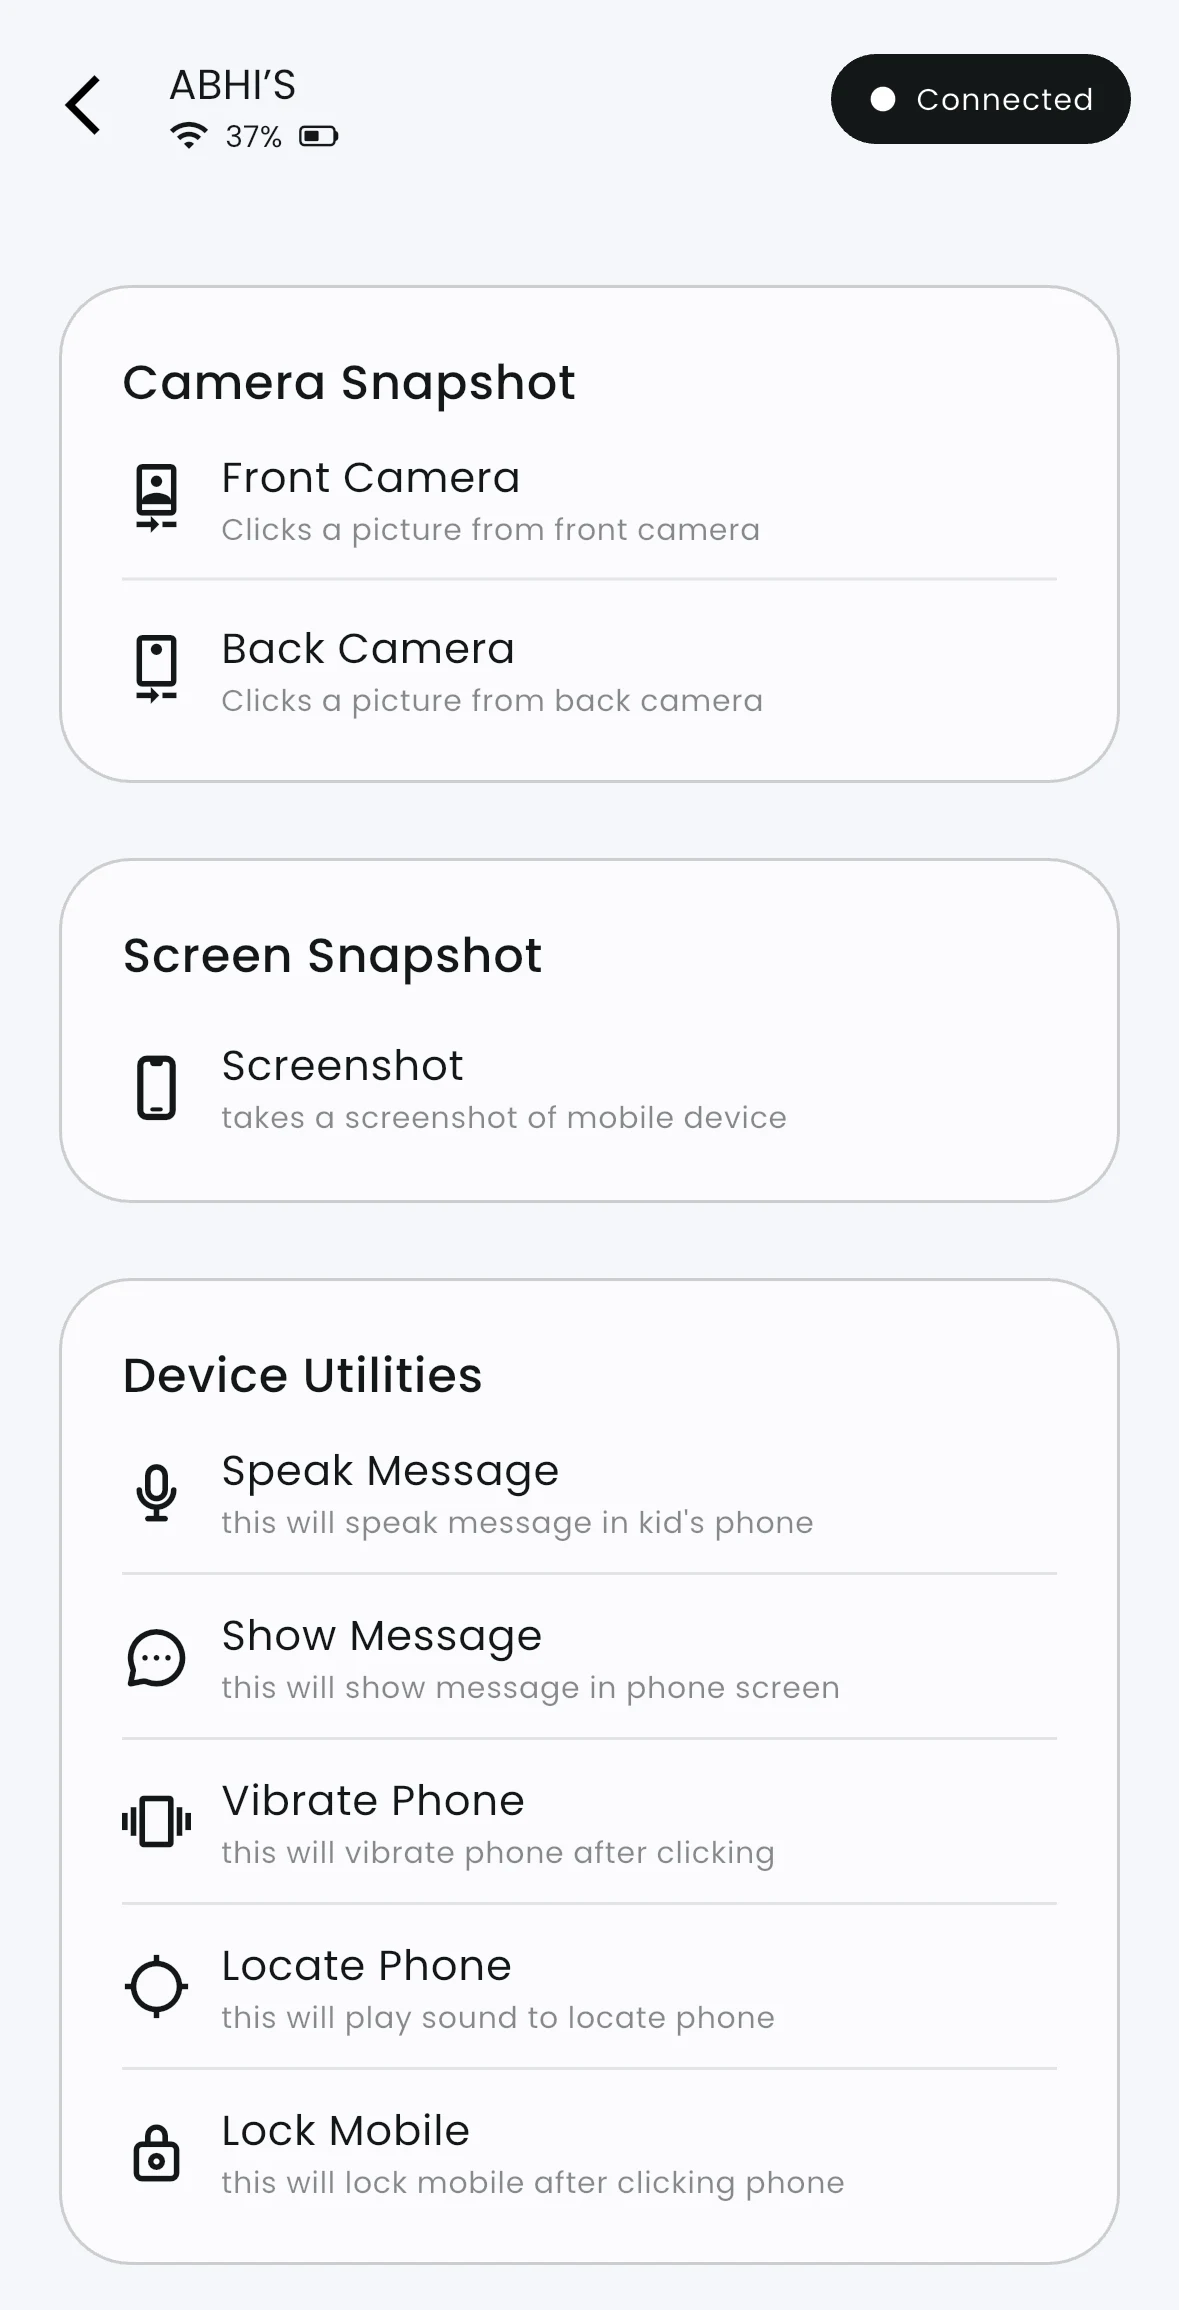 ABHI’S
37%
Connected
Camera Snapshot
Front Camera
Clicks a picture from front camera
Back Camera
Clicks a picture from back camera
Screen Snapshot
Screenshot
takes a screenshot of mobile device
Device Utilities
Speak Message
this will speak message in kid's phone
Show Message
this will show message in phone screen
Vibrate Phone
this will vibrate phone after clicking
Locate Phone
this will play sound to locate phone
Lock Mobile
this will lock mobile after clicking phone